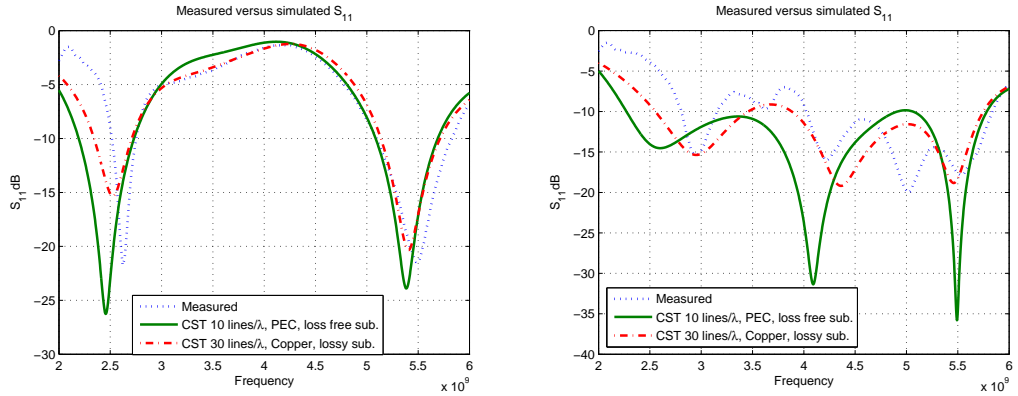 Measured versus simulated S11
0
−5
−10
−15
−20
−25
−30
S11 dB
2
2.5
3
3.5
4
4.5
5
5.5
6
Frequency
x 10^9
Measured
CST 10 lines/λ, PEC, loss free sub.
CST 30 lines/λ, Copper, lossy sub.
Measured versus simulated S11
0
−5
−10
−15
−20
−25
−30
−35
−40
S11 dB
2
2.5
3
3.5
4
4.5
5
5.5
6
Frequency
x 10^9
Measured
CST 10 lines/λ, PEC, loss free sub.
CST 30 lines/λ, Copper, lossy sub.